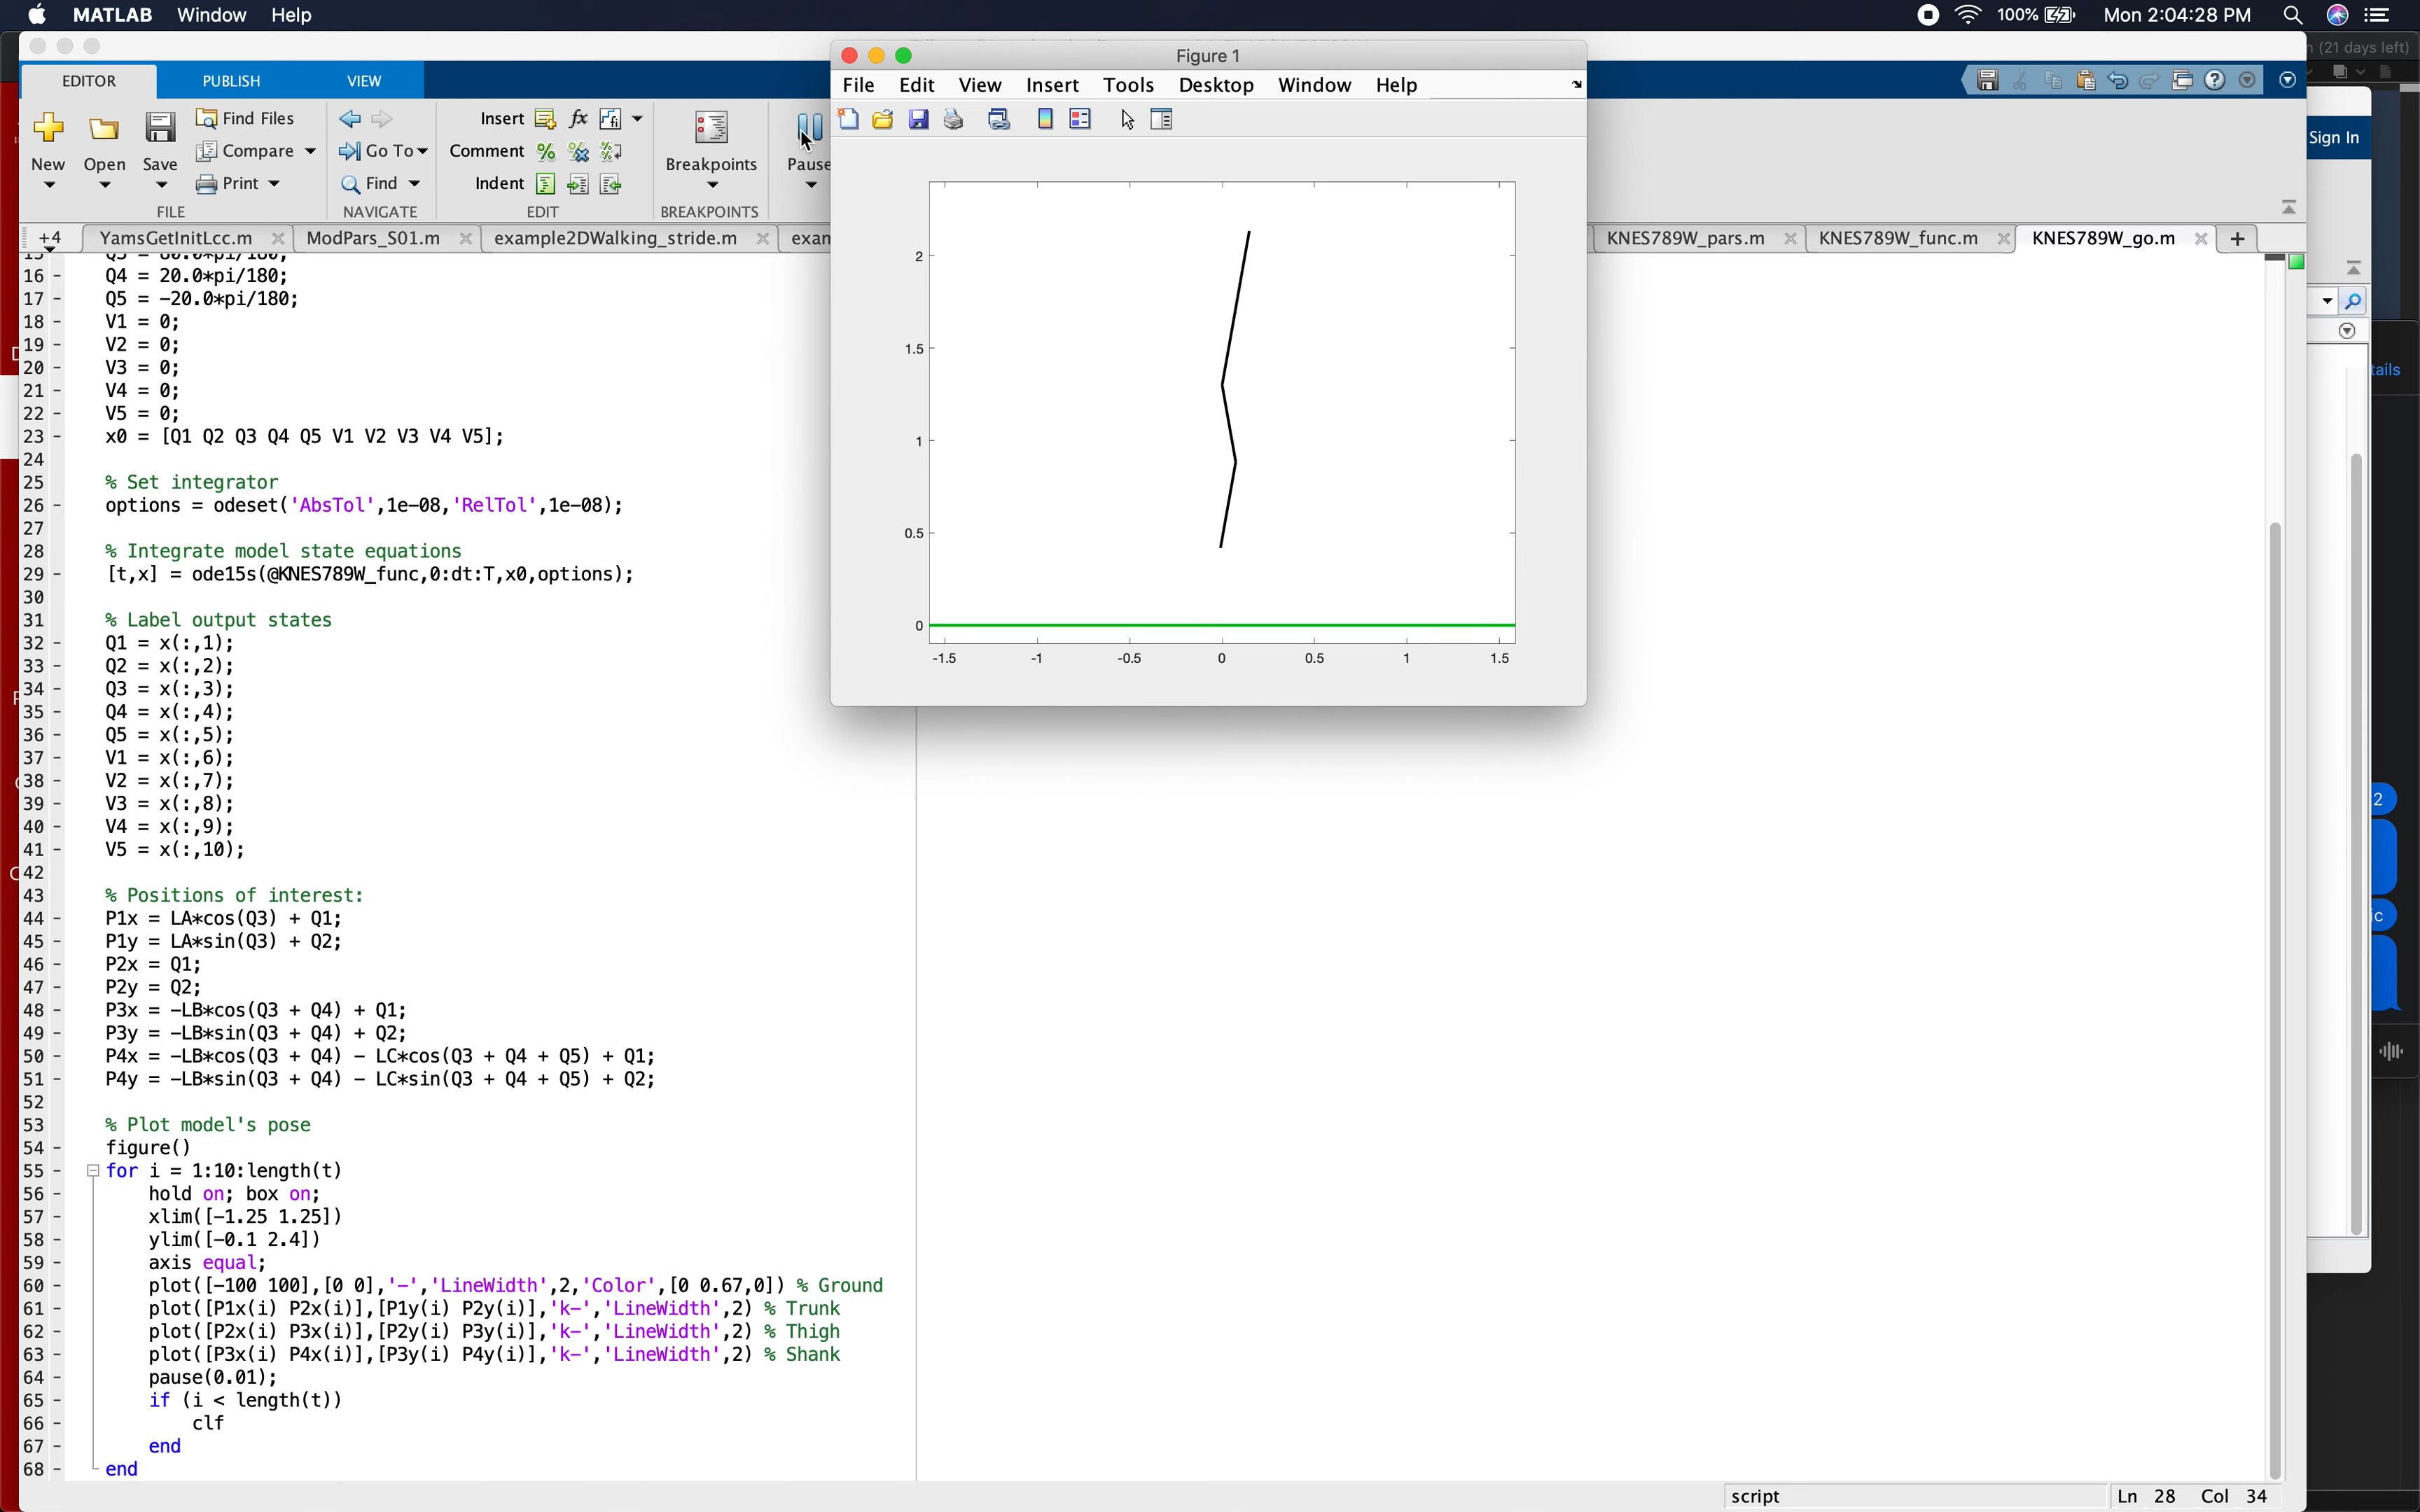 MATLAB Window Help
100% Mon 2:04:28 PM
(21 days left)
Figure 1
EDITOR PUBLISH VIEW
File Edit View Insert Tools Desktop Window Help
Sign In
New Open Save
Find Files
Compare
Print
Go To
Find
Insert
Comment
Indent
Breakpoints
Pause
FILE NAVIGATE EDIT BREAKPOINTS
+4 YamsGetInitLcc.m ModPars_S01.m example2DWalking_stride.m exam KNES789W_pars.m KNES789W_func.m KNES789W_go.m +
16 - Q4 = 20.0*pi/180;
17 - Q5 = -20.0*pi/180;
18 - V1 = 0;
19 - V2 = 0;
20 - V3 = 0;
21 - V4 = 0;
22 - V5 = 0;
23 - x0 = [Q1 Q2 Q3 Q4 Q5 V1 V2 V3 V4 V5];
24
25 % Set integrator
26 - options = odeset('AbsTol',1e-08,'RelTol',1e-08);
27
28 % Integrate model state equations
29 - [t,x] = ode15s(@KNES789W_func,0:dt:T,x0,options);
30
31 % Label output states
32 - Q1 = x(:,1);
33 - Q2 = x(:,2);
34 - Q3 = x(:,3);
35 - Q4 = x(:,4);
36 - Q5 = x(:,5);
37 - V1 = x(:,6);
38 - V2 = x(:,7);
39 - V3 = x(:,8);
40 - V4 = x(:,9);
41 - V5 = x(:,10);
42
43 % Positions of interest:
44 - P1x = LA*cos(Q3) + Q1;
45 - P1y = LA*sin(Q3) + Q2;
46 - P2x = Q1;
47 - P2y = Q2;
48 - P3x = -LB*cos(Q3 + Q4) + Q1;
49 - P3y = -LB*sin(Q3 + Q4) + Q2;
50 - P4x = -LB*cos(Q3 + Q4) - LC*cos(Q3 + Q4 + Q5) + Q1;
51 - P4y = -LB*sin(Q3 + Q4) - LC*sin(Q3 + Q4 + Q5) + Q2;
52
53 % Plot model's pose
54 - figure()
55 - for i = 1:10:length(t)
56 - hold on; box on;
57 - xlim([-1.25 1.25])
58 - ylim([-0.1 2.4])
59 - axis equal;
60 - plot([-100 100],[0 0],'-','LineWidth',2,'Color',[0 0.67,0]) % Ground
61 - plot([P1x(i) P2x(i)],[P1y(i) P2y(i)],'k-','LineWidth',2) % Trunk
62 - plot([P2x(i) P3x(i)],[P2y(i) P3y(i)],'k-','LineWidth',2) % Thigh
63 - plot([P3x(i) P4x(i)],[P3y(i) P4y(i)],'k-','LineWidth',2) % Shank
64 - pause(0.01);
65 - if (i < length(t))
66 - clf
67 - end
68 - end
2
1.5
1
0.5
0
-1.5 -1 -0.5 0 0.5 1 1.5
tails
2
ic
script Ln 28 Col 34